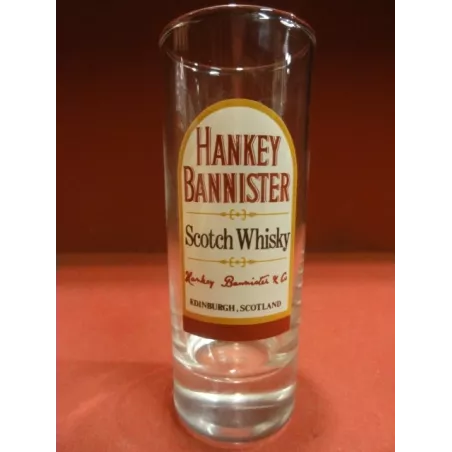 HANKEY
BANNISTER
Scotch Whisky
Hankey Bannister & Co
EDINBURGH, SCOTLAND